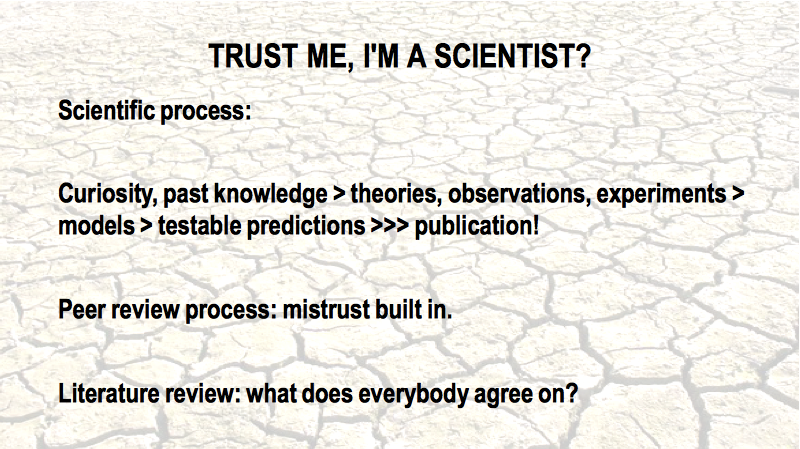 TRUST ME, I'M A SCIENTIST?
Scientific process:
Curiosity, past knowledge > theories, observations, experiments >
models > testable predictions >>> publication!
Peer review process: mistrust built in.
Literature review: what does everybody agree on?